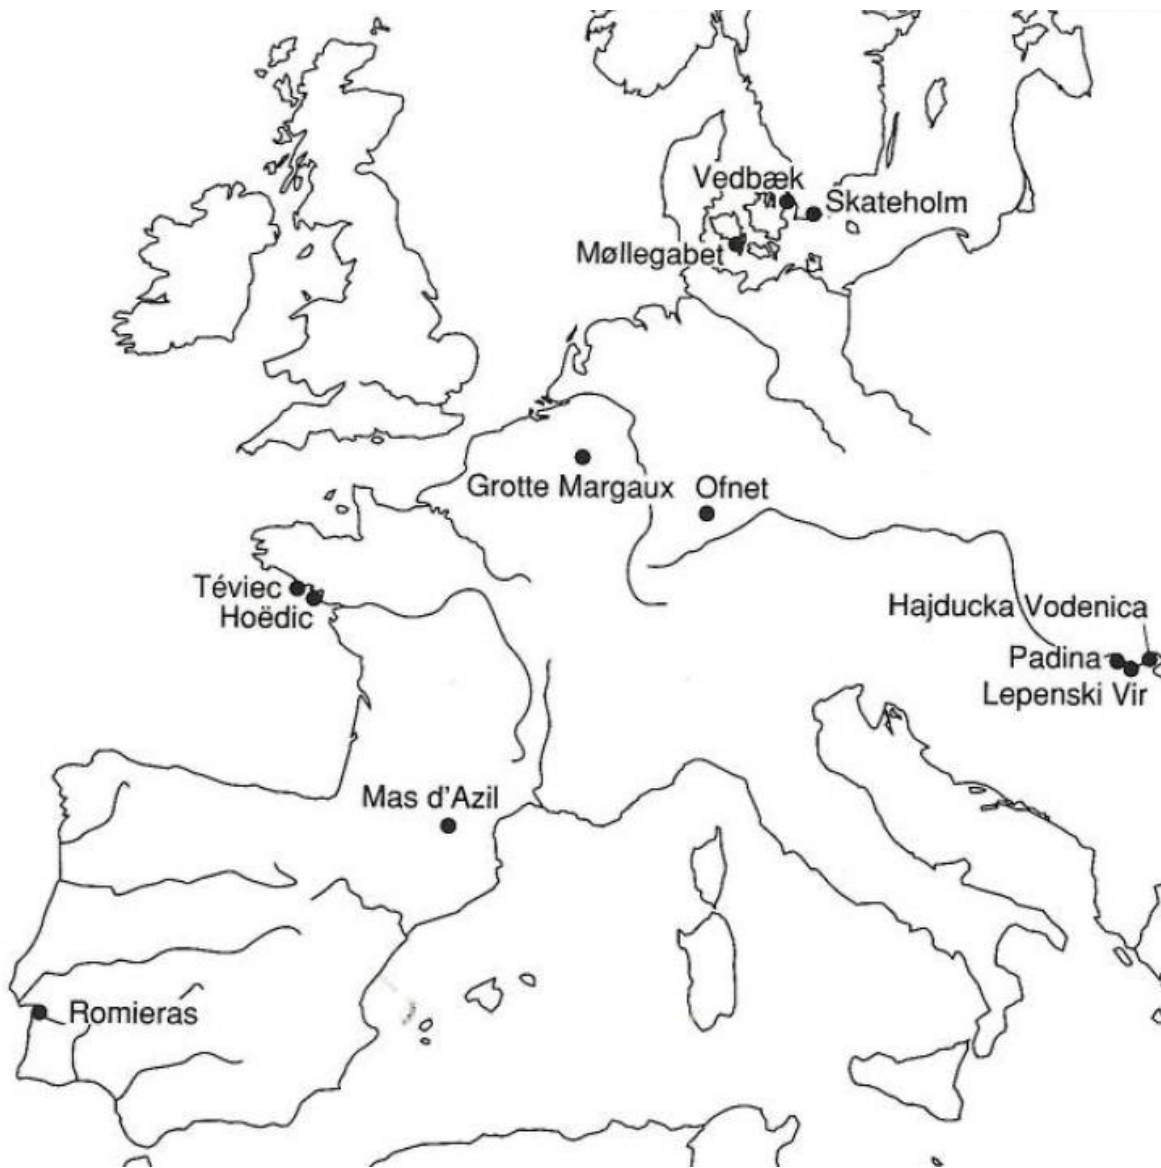 Vedbæk
Skateholm
Møllegabet
Grotte Margaux
Ofnet
Téviec
Hoëdic
Hajducka Vodenica
Padina
Lepenski Vir
Mas d'Azil
Romieras